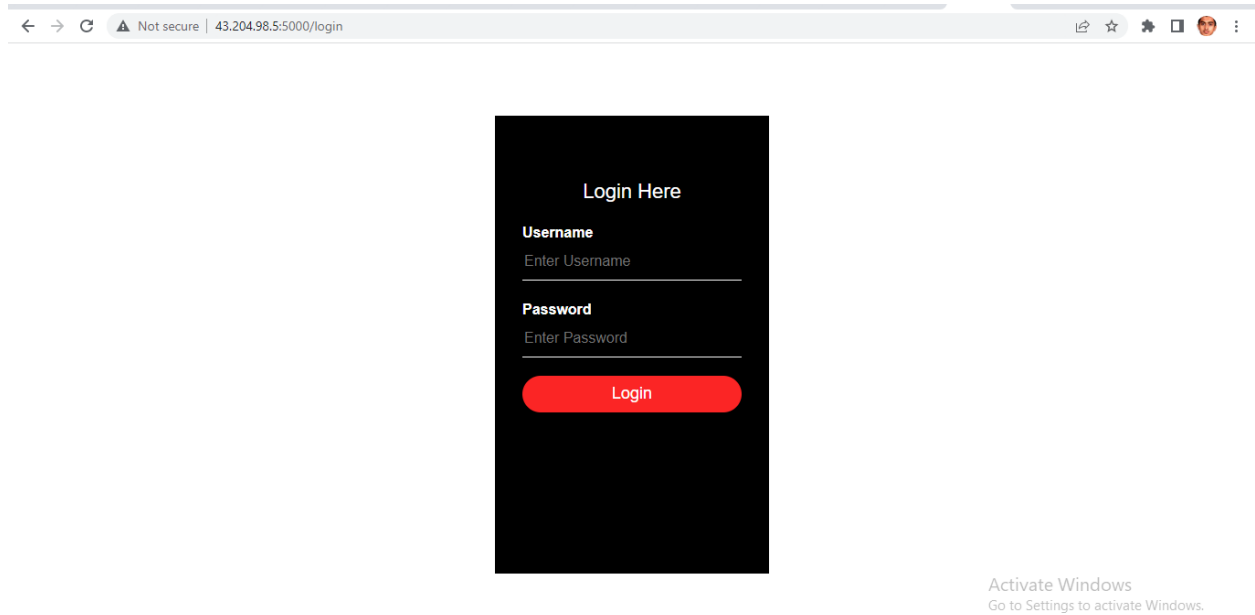 Not secure | 43.204.98.5:5000/login
Login Here
Username
Enter Username
Password
Enter Password
Login
Activate Windows
Go to Settings to activate Windows.